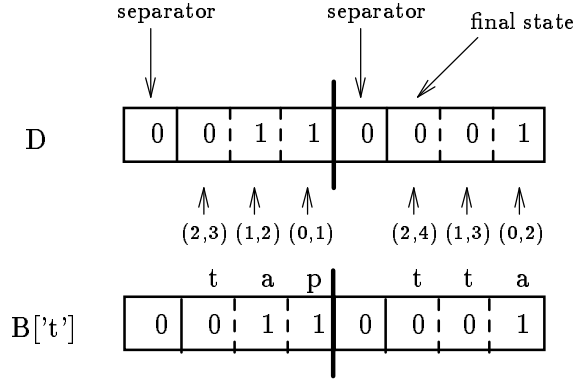 separator separator
final state
D 0 0 1 1 0 0 0 1
(2,3) (1,2) (0,1) (2,4) (1,3) (0,2)
t a p t t a
B['t'] 0 0 1 1 0 0 0 1